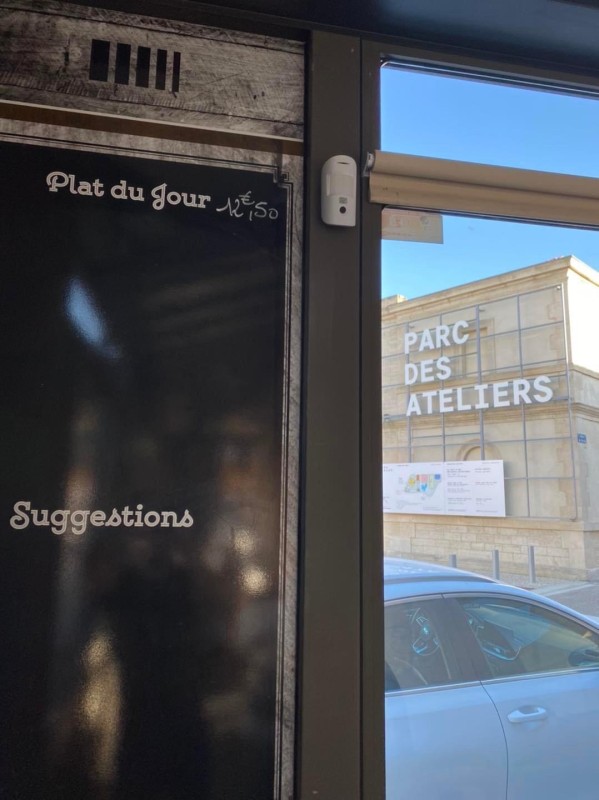 Plat du Jour 12€,50
Suggestions
PARC
DES
ATELIERS